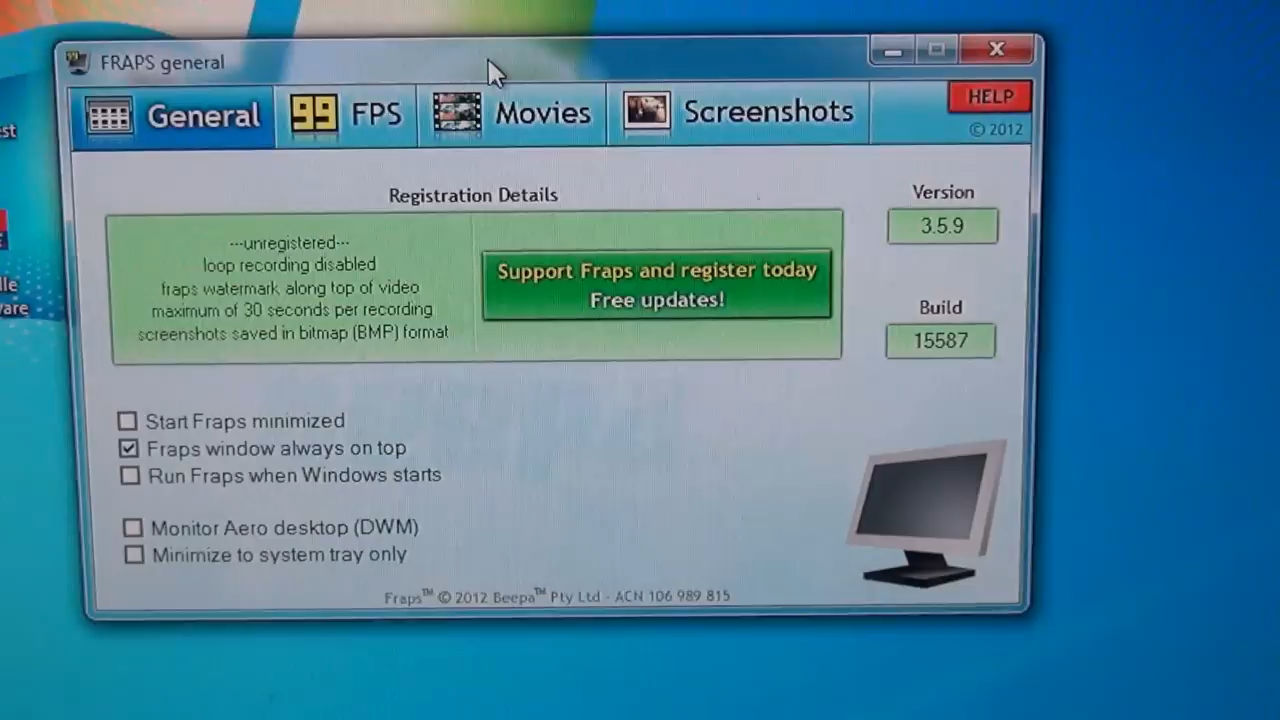 FRAPS general
General
99 FPS
Movies
Screenshots
HELP
© 2012
st
Registration Details
Version
---unregistered---
loop recording disabled
fraps watermark along top of video
maximum of 30 seconds per recording
screenshots saved in bitmap (BMP) format
Support Fraps and register today
Free updates!
3.5.9
Build
15587
lle
ware
Start Fraps minimized
Fraps window always on top
Run Fraps when Windows starts
Monitor Aero desktop (DWM)
Minimize to system tray only
Fraps™ © 2012 Beepa™ Pty Ltd - ACN 106 989 815